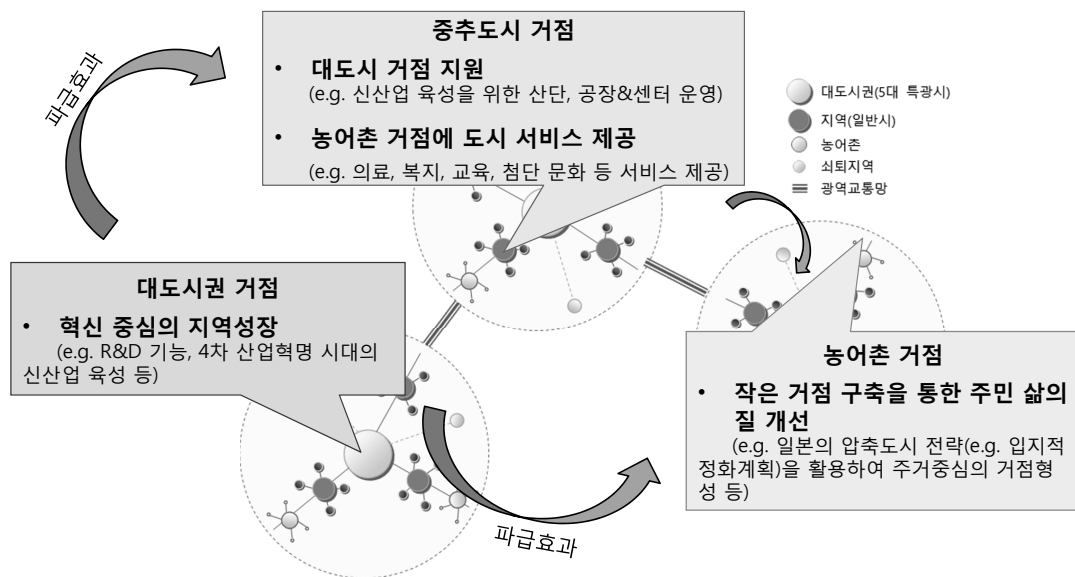 중추도시 거점
• 대도시 거점 지원
(e.g. 신산업 육성을 위한 산단, 공장&센터 운영)
• 농어촌 거점에 도시 서비스 제공
(e.g. 의료, 복지, 교육, 첨단 문화 등 서비스 제공)
파급효과
대도시권(5대 특광시)
지역(일반시)
농어촌
쇠퇴지역
광역교통망
대도시권 거점
• 혁신 중심의 지역성장
(e.g. R&D 기능, 4차 산업혁명 시대의
신산업 육성 등)
농어촌 거점
• 작은 거점 구축을 통한 주민 삶의
질 개선
(e.g. 일본의 압축도시 전략(e.g. 입지적
정화계획)을 활용하여 주거중심의 거점형
성 등)
파급효과